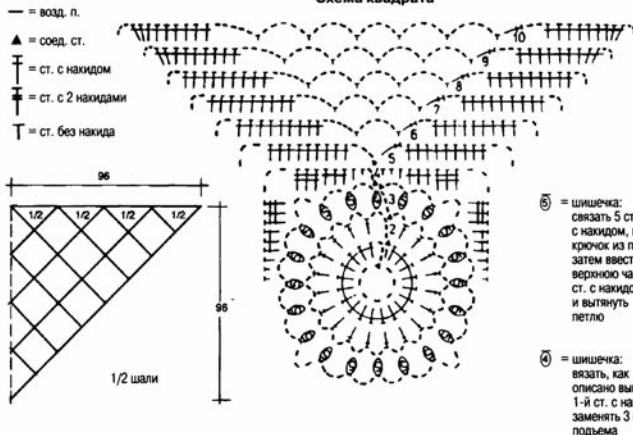 Схема квадрата
— = возд. п.
▲ = соед. ст.
= ст. с накидом
= ст. с 2 накидами
= ст. без накида
10
9
8
7
6
5
3
2
96
1/2 1/2 1/2 1/2
96
1/2 шали
5 = шишечка:
связать 5 ст
с накидом,
крючок из
затем ввест
верхнюю ча
ст. с накидо
и вытянуть
петлю
4 = шишечка:
вязать, как
описано
1-й ст. с
заменять 3
подъема